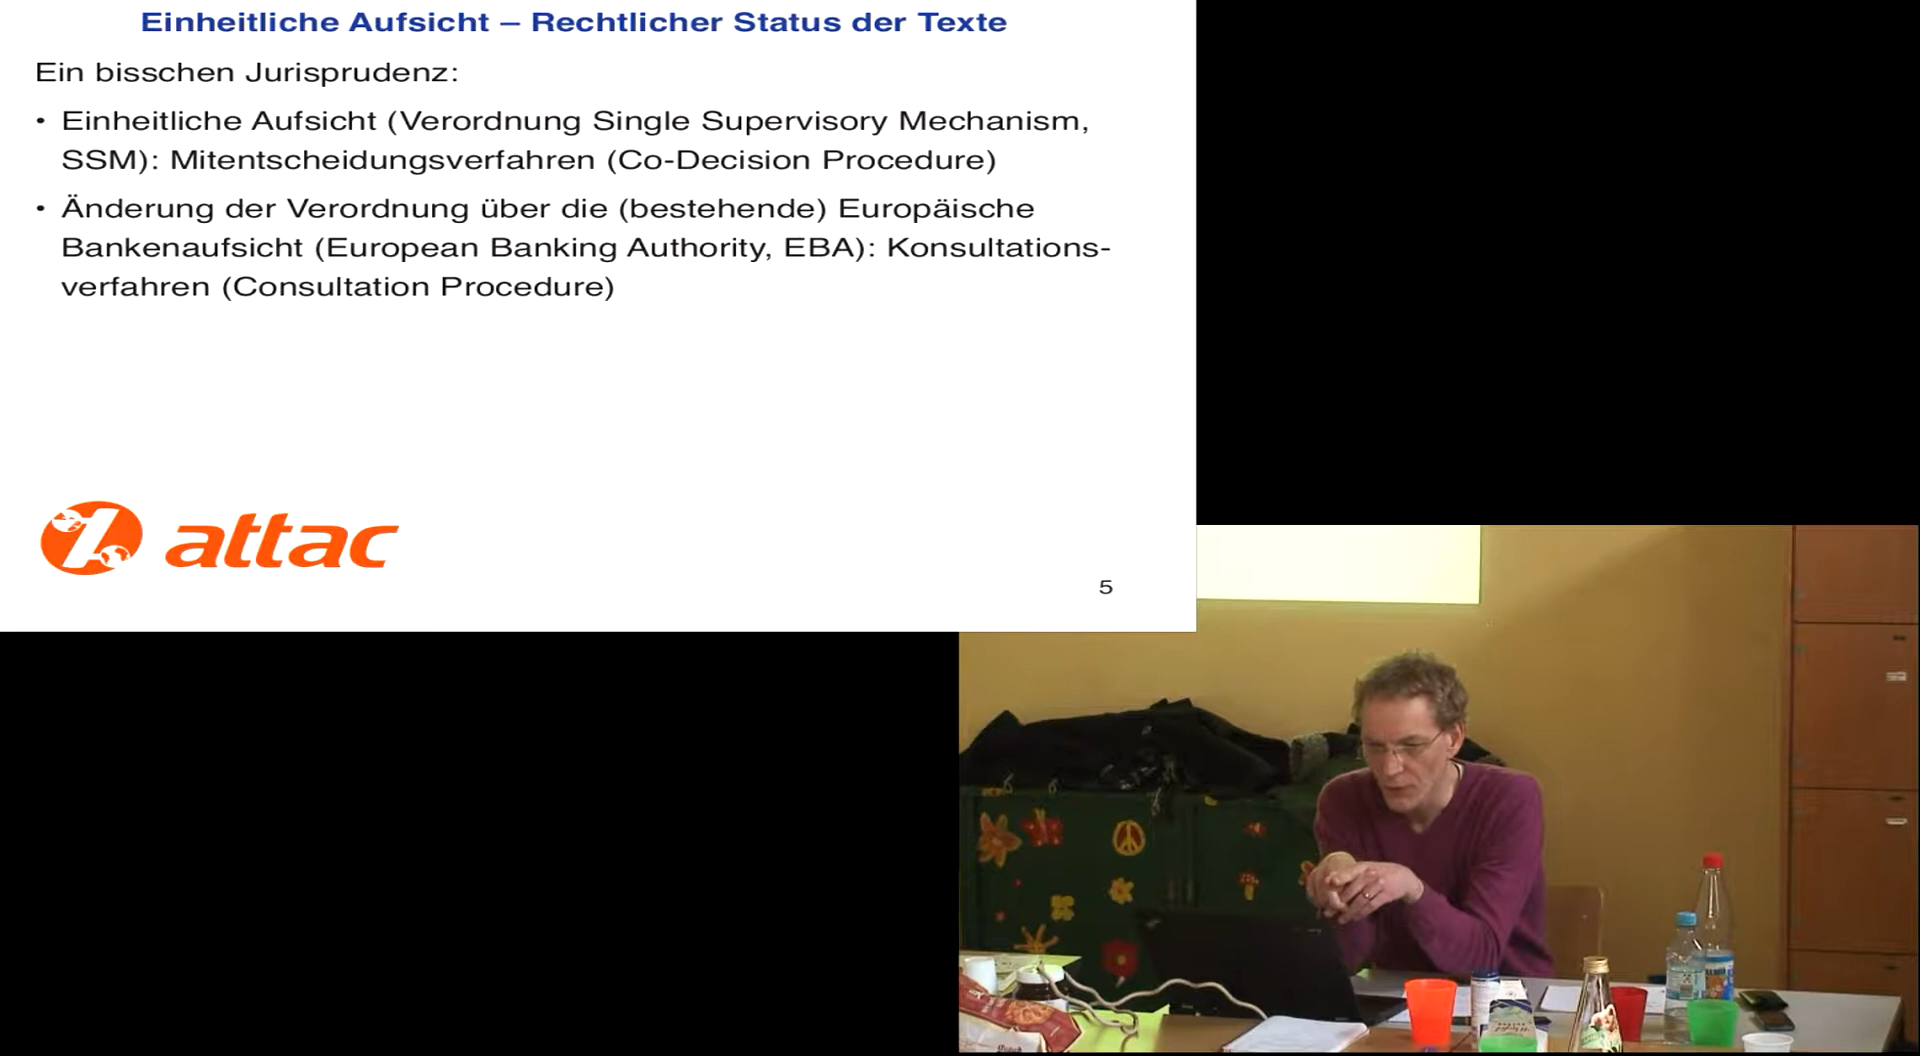 Einheitliche Aufsicht – Rechtlicher Status der Texte
Ein bisschen Jurisprudenz:
• Einheitliche Aufsicht (Verordnung Single Supervisory Mechanism,
SSM): Mitentscheidungsverfahren (Co-Decision Procedure)
• Änderung der Verordnung über die (bestehende) Europäische
Bankenaufsicht (European Banking Authority, EBA): Konsultations-
verfahren (Consultation Procedure)
attac
5